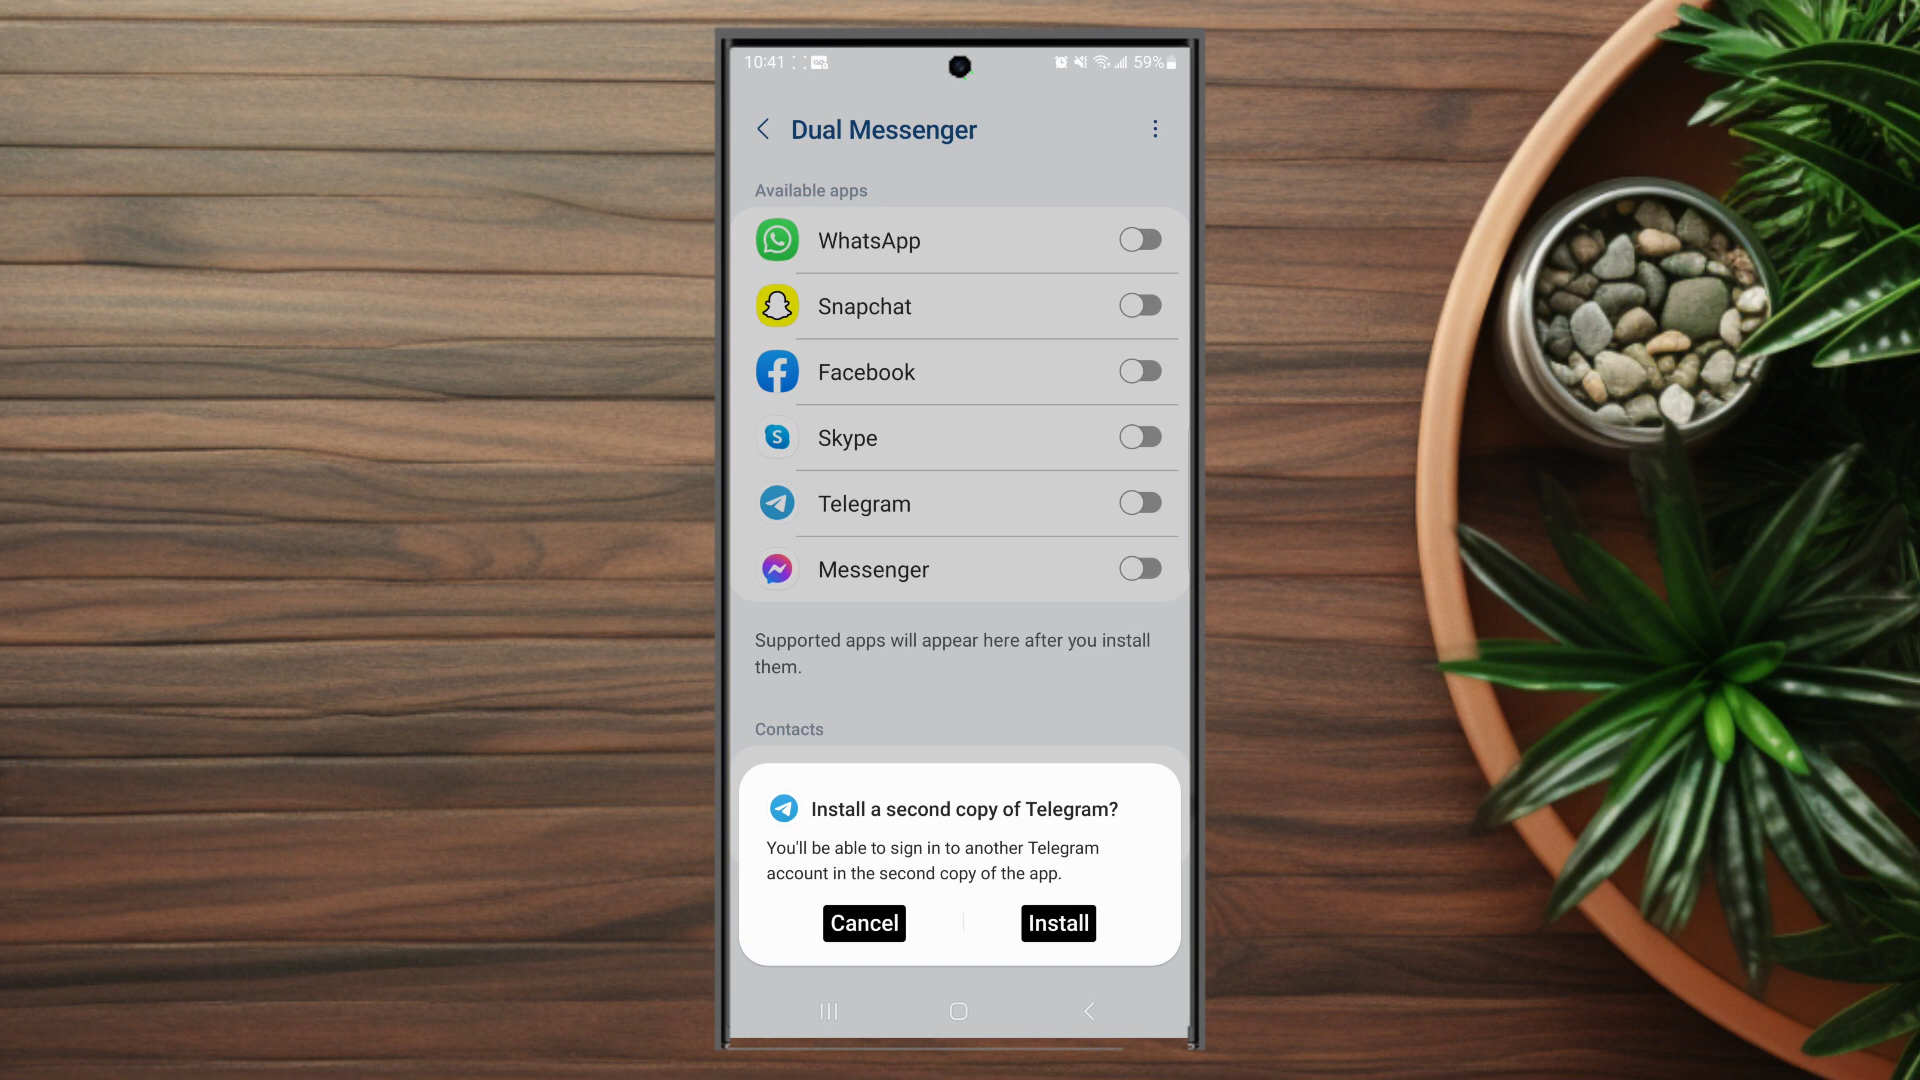 10:41
59%
Dual Messenger
Available apps
WhatsApp
Snapchat
Facebook
Skype
Telegram
Messenger
Supported apps will appear here after you install
them.
Contacts
Install a second copy of Telegram?
You'll be able to sign in to another Telegram
account in the second copy of the app.
Cancel
Install